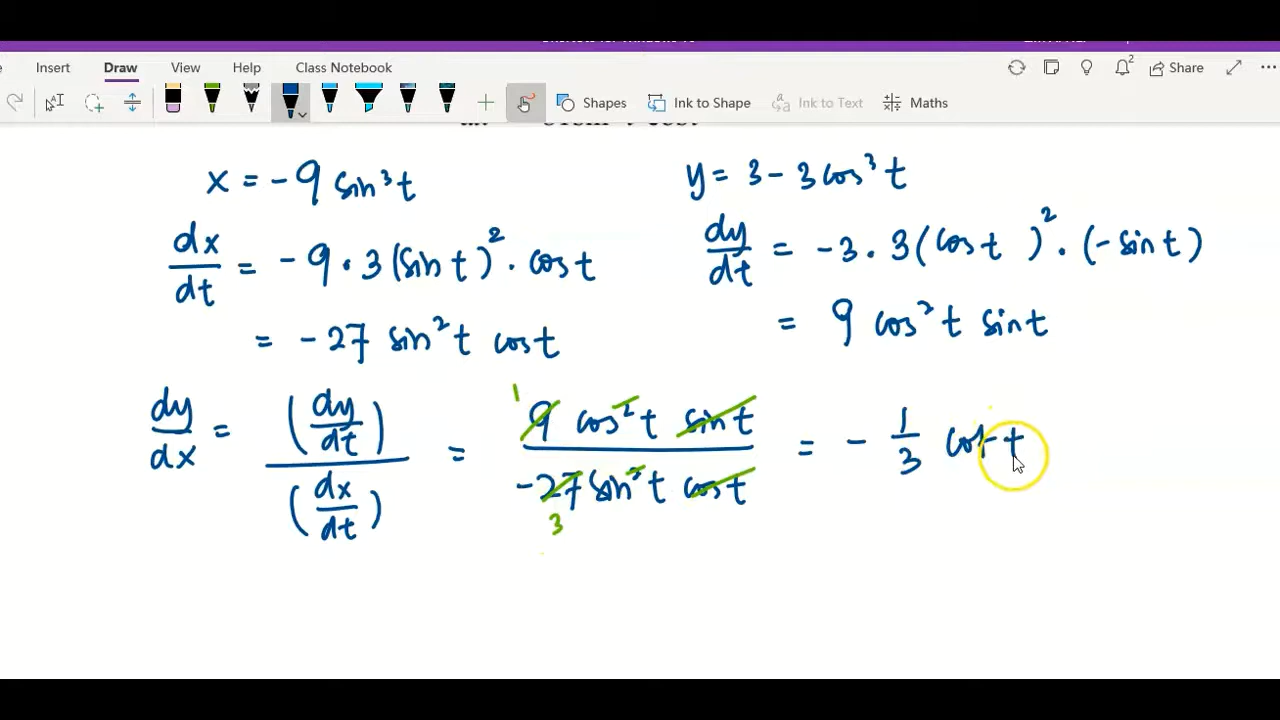 Insert Draw View Help Class Notebook Share
Shapes Ink to Shape Ink to Text Maths
x = -9 sin³t
y = 3 - 3cos³t
dx/dt = -9 · 3 (sin t)² · cos t
dy/dt = -3 · 3 (cos t )² · (-sin t)
= -27 sin²t cos t
= 9 cos²t sin t
dy/dx = (dy/dt)/(dx/dt) = 9 cos²t sin t / -27 sin²t cos t = - 1/3 cot t
1
3